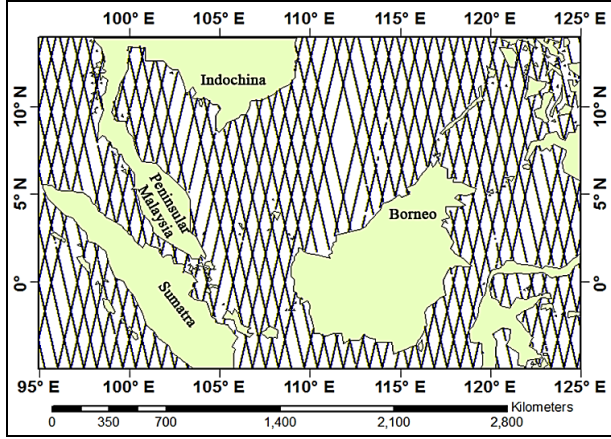 100° E 105° E 110° E 115° E 120° E 125° E
Indochina
10° N 10° N
Peninsular
Malaysia
5° N 5° N
Borneo
Sumatra
0° 0°
95° E 100° E 105° E 110° E 115° E 120° E 125° E
Kilometers
0 350 700 1,400 2,100 2,800